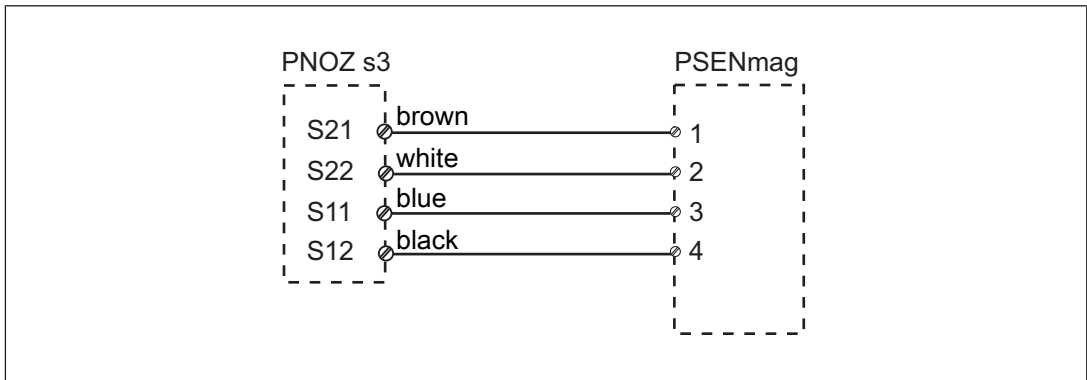 PNOZ s3 PSENmag
S21 brown 1
S22 white 2
S11 blue 3
S12 black 4